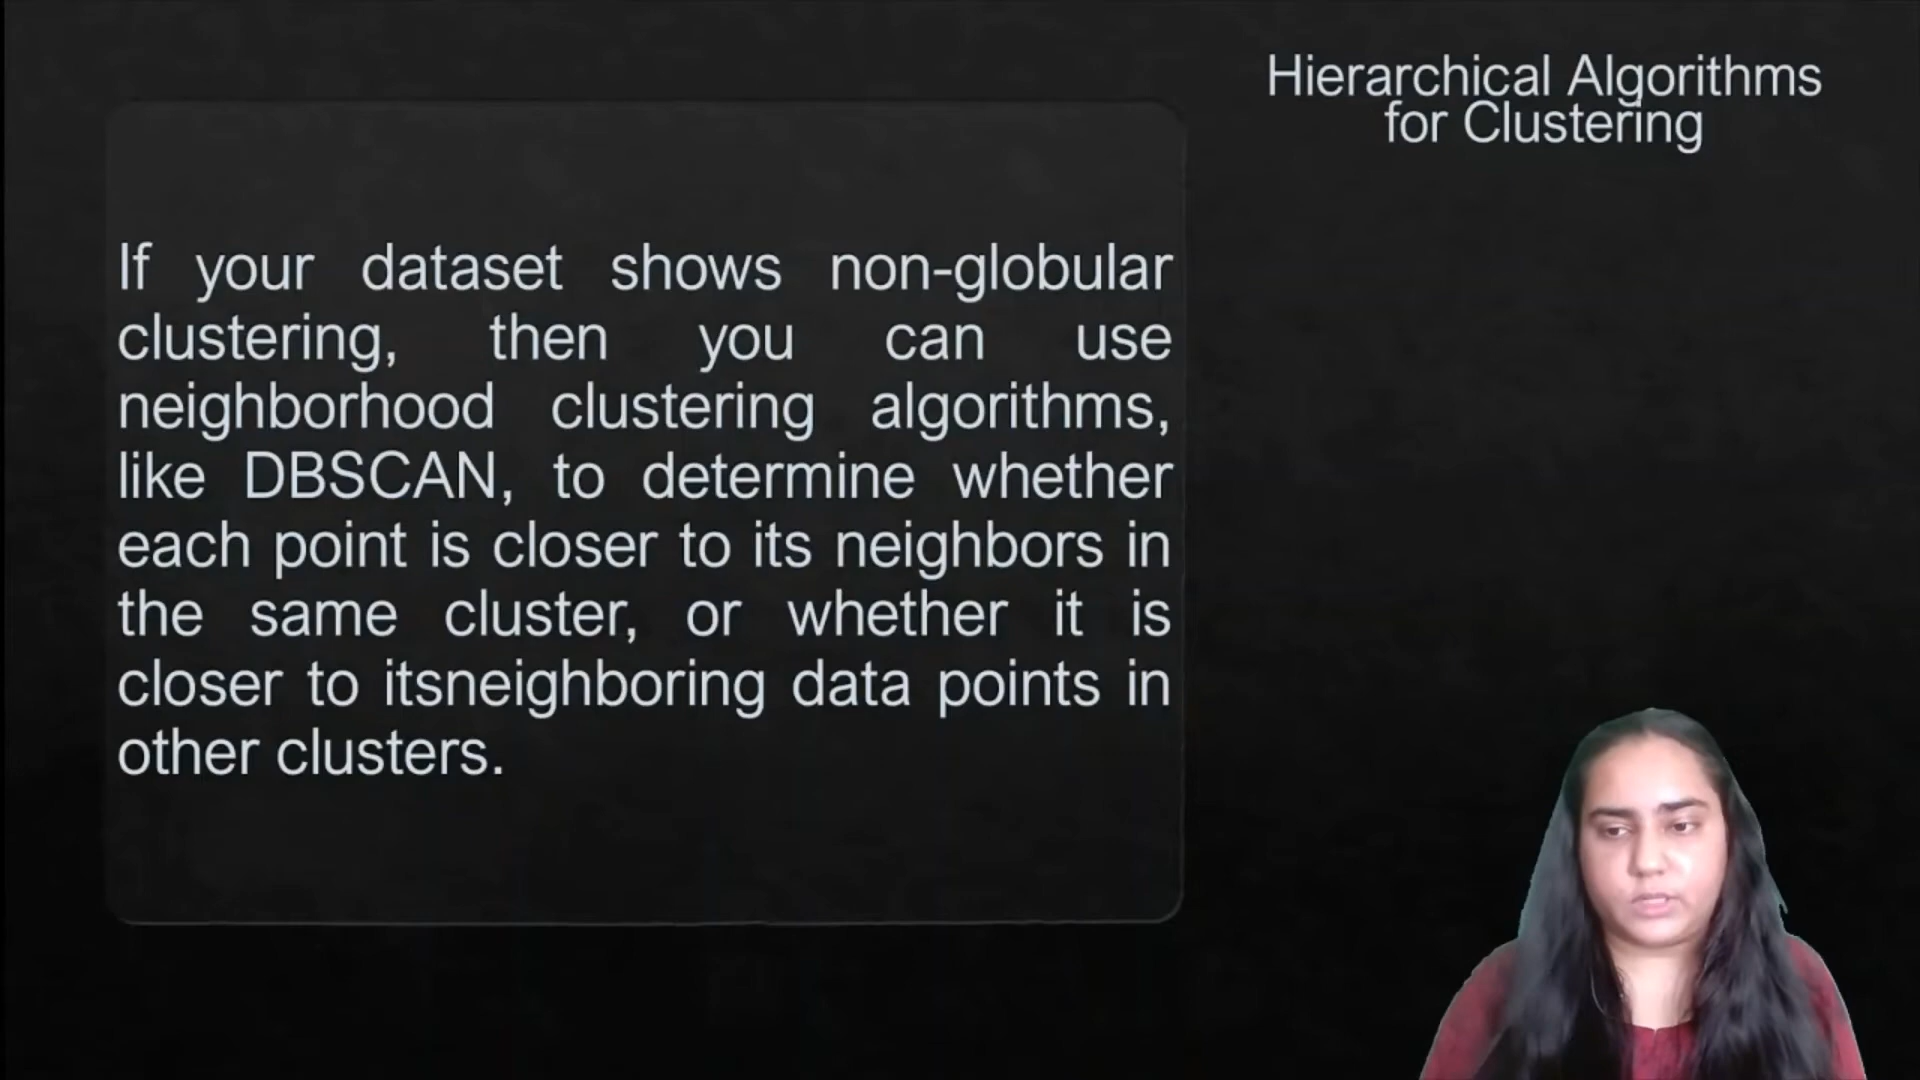 Hierarchical Algorithms
for Clustering
If your dataset shows non-globular
clustering, then you can use
neighborhood clustering algorithms,
like DBSCAN, to determine whether
each point is closer to its neighbors in
the same cluster, or whether it is
closer to itsneighboring data points in
other clusters.